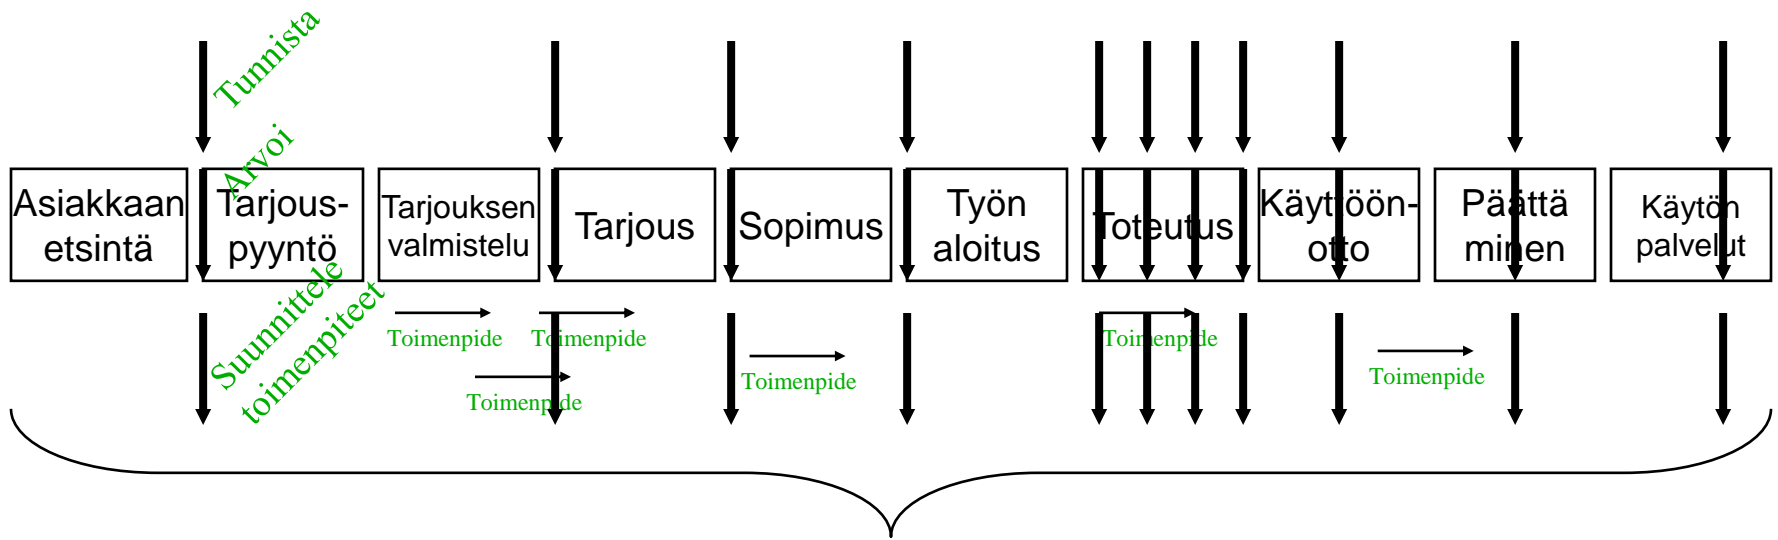 Tunnista
Arvoi
Asiakkaan
etsintä
Tarjous-
pyyntö
Tarjouksen
valmistelu
Tarjous
Sopimus
Työn
aloitus
Toteutus
Käyttöön-
otto
Päättä
minen
Käytön
palvelut
Suunnittele
toimenpiteet
Toimenpide
Toimenpide
Toimenpide
Toimenpide
Toimenpide
Toimenpide